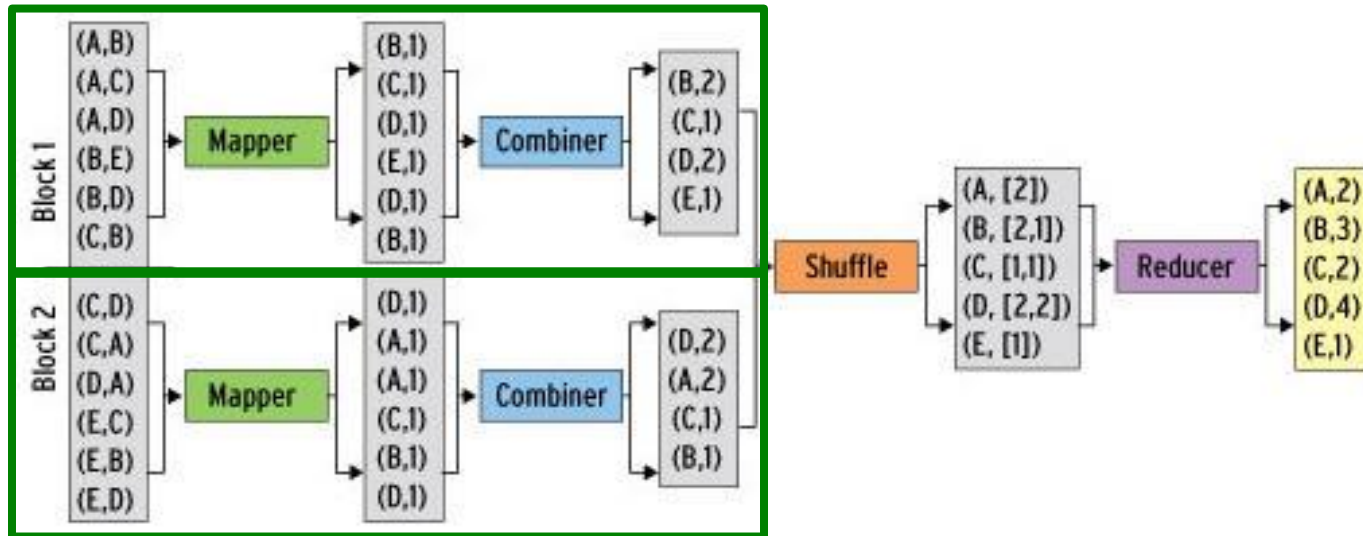 Block 1
(A,B)
(A,C)
(A,D)
(B,E)
(B,D)
(C,B)
Mapper
(B,1)
(C,1)
(D,1)
(E,1)
(D,1)
(B,1)
Combiner
(B,2)
(C,1)
(D,2)
(E,1)
Block 2
(C,D)
(C,A)
(D,A)
(E,C)
(E,B)
(E,D)
Mapper
(D,1)
(A,1)
(A,1)
(C,1)
(B,1)
(D,1)
Combiner
(D,2)
(A,2)
(C,1)
(B,1)
Shuffle
(A, [2])
(B, [2,1])
(C, [1,1])
(D, [2,2])
(E, [1])
Reducer
(A,2)
(B,3)
(C,2)
(D,4)
(E,1)